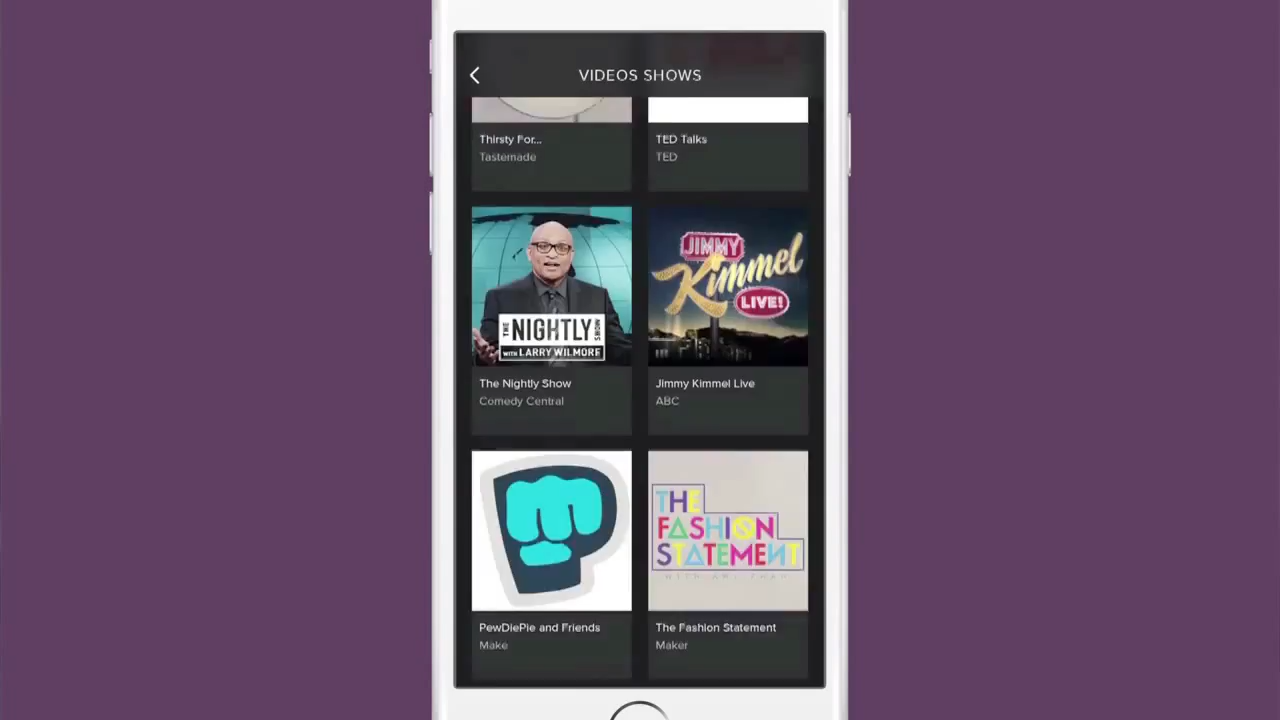 VIDEOS SHOWS
Thirsty For...
Tastemade
TED Talks
TED
THE NIGHTLY SHOW
WITH LARRY WILMORE
The Nightly Show
Comedy Central
JIMMY
Kimmel
LIVE!
Jimmy Kimmel Live
ABC
PewDiePie and Friends
Make
THE
FASHION
STATEMENT
The Fashion Statement
Maker